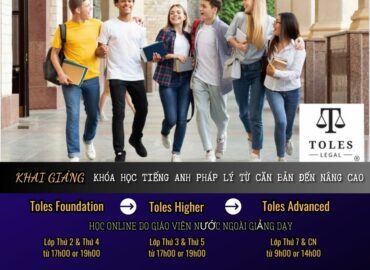 TOLES
LEGAL
®
KHAI GIẢNG KHÓA HỌC TIẾNG ANH PHÁP LÝ TỪ CĂN BẢN ĐẾN NÂNG CAO
Toles Foundation Toles Higher Toles Advanced
HỌC ONLINE DO GIÁO VIÊN NƯỚC NGOÀI GIẢNG DẠY
Lớp Thứ 2 & Thứ 4 Lớp Thứ 3 & Thứ 5 Lớp Thứ 7 & CN
từ 17h00 or 19h00 từ 17h00 or 19h00 từ 9h00 or 14h00